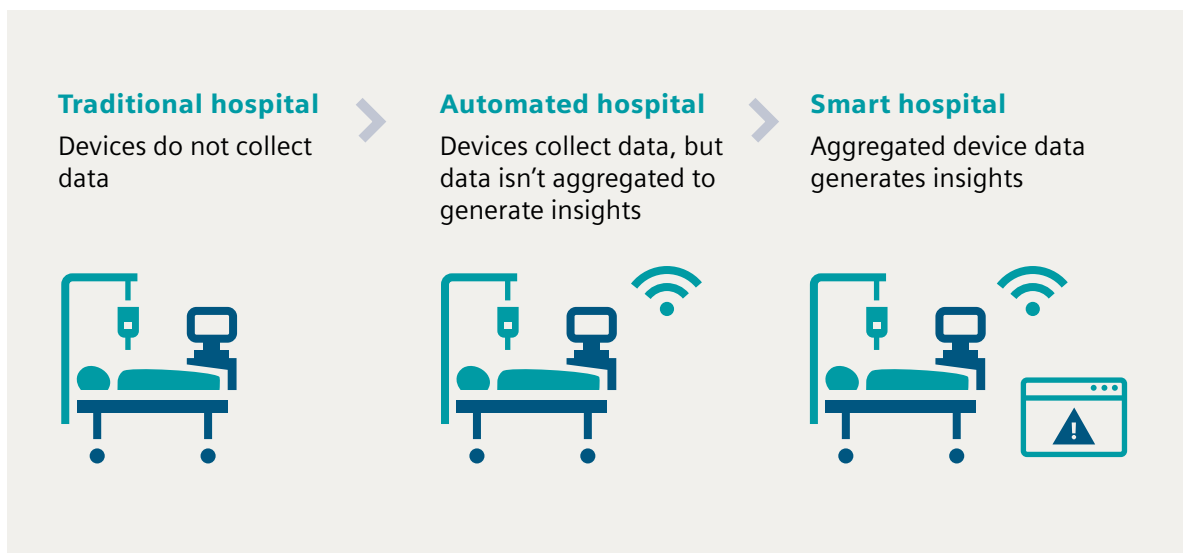 Traditional hospital
Devices do not collect
data
Automated hospital
Devices collect data, but
data isn’t aggregated to
generate insights
Smart hospital
Aggregated device data
generates insights
!